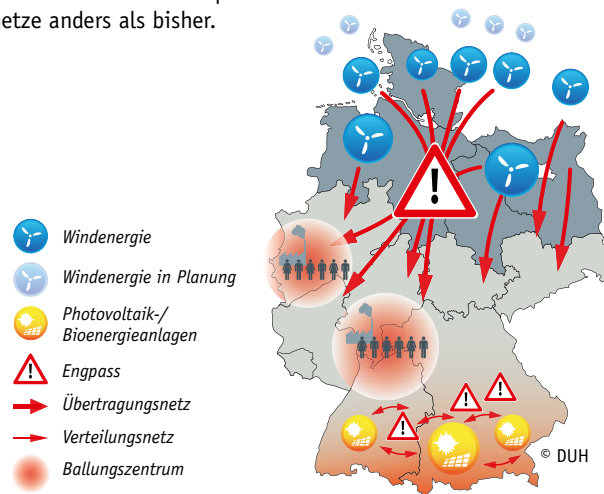 etze anders als bisher.
Windenergie
Windenergie in Planung
Photovoltaik-/
Bioenergieanlagen
Engpass
Übertragungsnetz
Verteilungsnetz
Ballungszentrum
© DUH